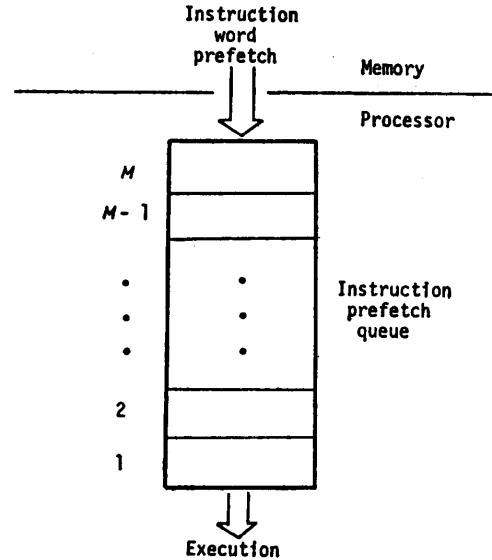 Instruction
word
prefetch
Memory
Processor
M
M- 1
Instruction
prefetch
queue
2
1
Execution